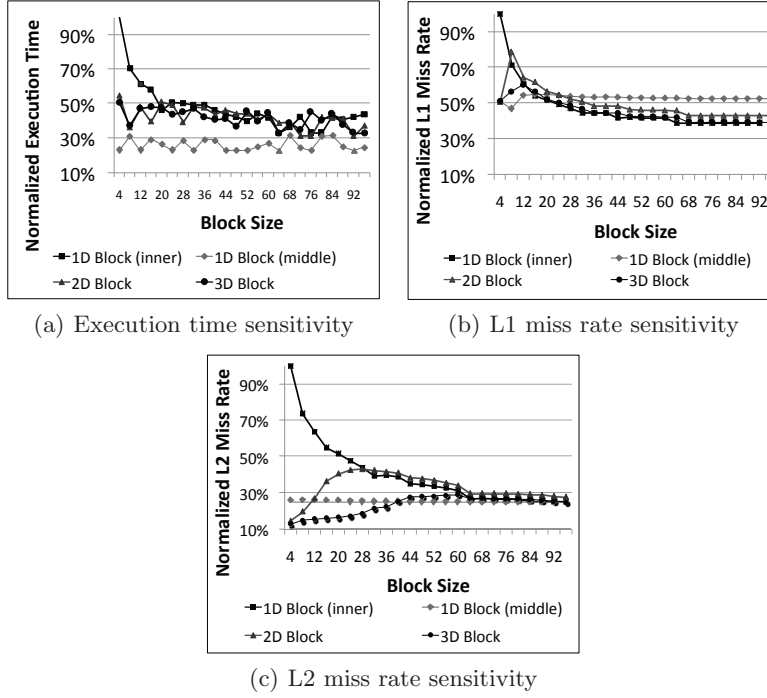 Normalized Execution Time
90%
70%
50%
30%
10%
4 12 20 28 36 44 52 60 68 76 84 92
Block Size
1D Block (inner) 1D Block (middle)
2D Block 3D Block
(a) Execution time sensitivity
Normalized L1 Miss Rate
90%
70%
50%
30%
10%
4 12 20 28 36 44 52 60 68 76 84 92
Block Size
1D Block (inner) 1D Block (middle)
2D Block 3D Block
(b) L1 miss rate sensitivity
Normalized L2 Miss Rate
90%
70%
50%
30%
10%
4 12 20 28 36 44 52 60 68 76 84 92
Block Size
1D Block (inner) 1D Block (middle)
2D Block 3D Block
(c) L2 miss rate sensitivity